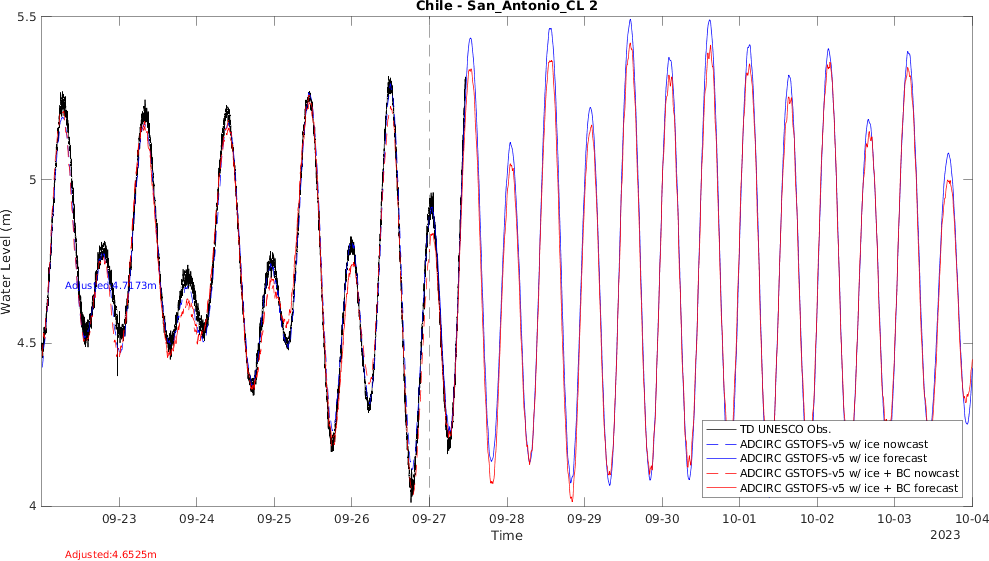 Chile - San_Antonio_CL 2
5.5
5
4.5
4
Water Level (m)
Adjusted:4.7173m
TD UNESCO Obs.
ADCIRC GSTOFS-v5 w/ ice nowcast
ADCIRC GSTOFS-v5 w/ ice forecast
ADCIRC GSTOFS-v5 w/ ice + BC nowcast
ADCIRC GSTOFS-v5 w/ ice + BC forecast
09-23 09-24 09-25 09-26 09-27 09-28 09-29 09-30 10-01 10-02 10-03 10-04
Time
2023
Adjusted:4.6525m